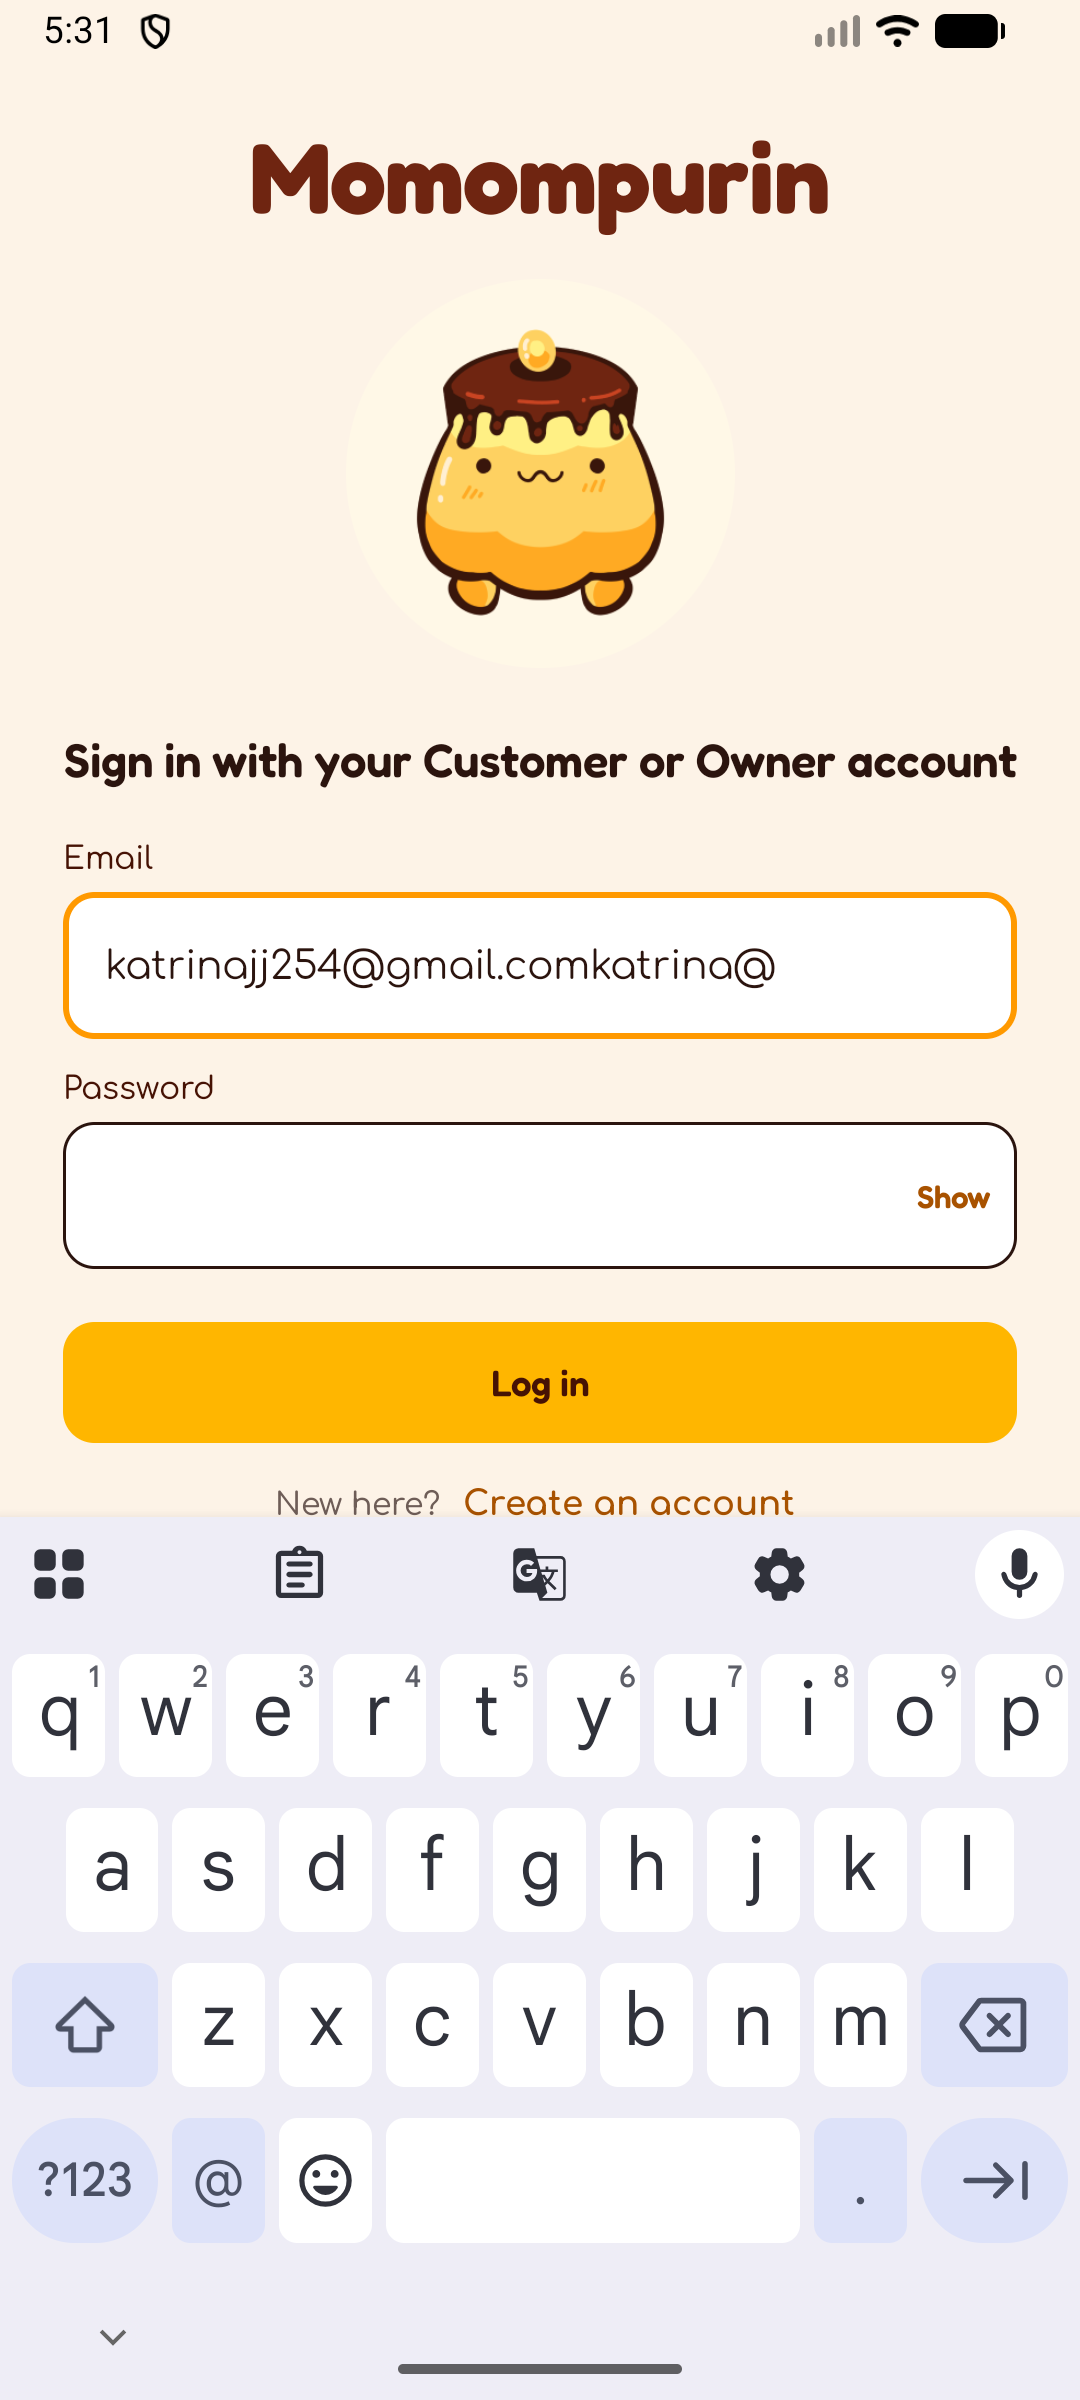 5:31
Momompurin
Sign in with your Customer or Owner account
Email
katrinajj254@gmail.comkatrina@
Password
Show
Log in
New here? Create an account
q1 w2 e3 r4 t5 y6 u7 i8 o9 p0
a s d f g h j k l
z x c v b n m
?123 @ .